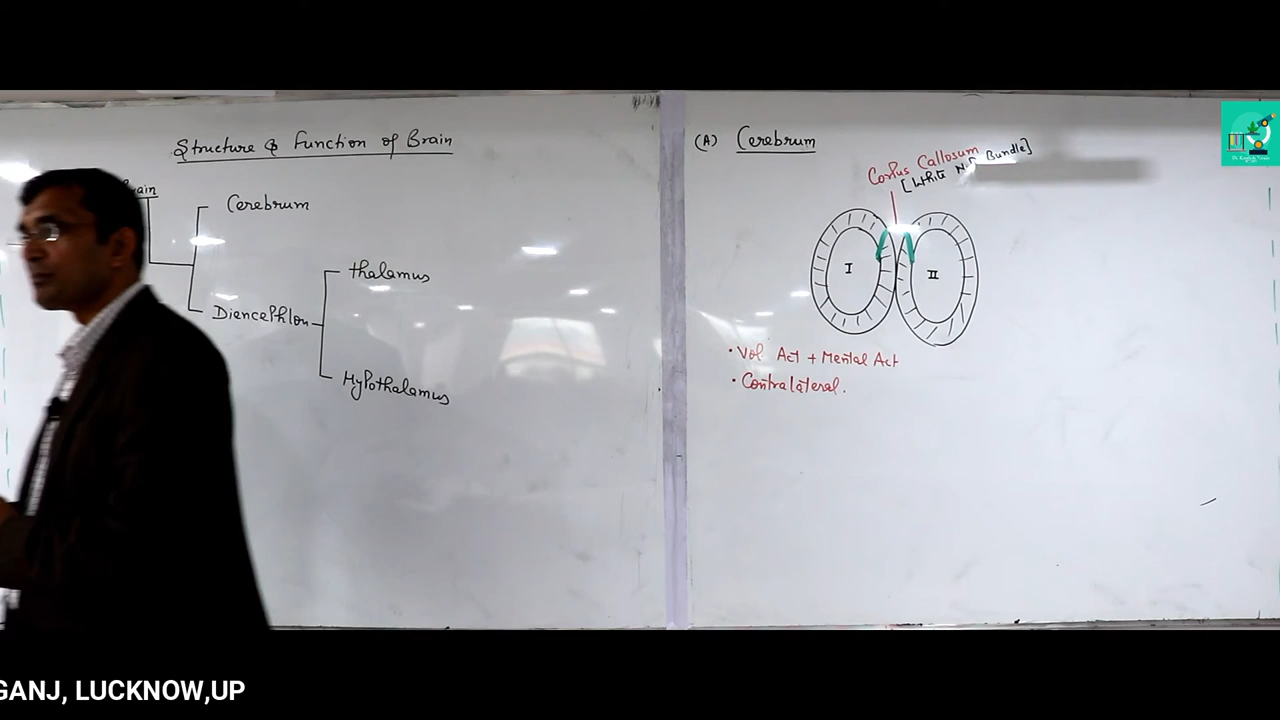 Structure & Function of Brain
Cerebrum
Diencephlon
thalamus
Hypothalamus
(A) Cerebrum
Corpus Callosum
[White N.F Bundle]
I
II
• Vol Act + Mental Act
• Contralateral.
GANJ, LUCKNOW,UP